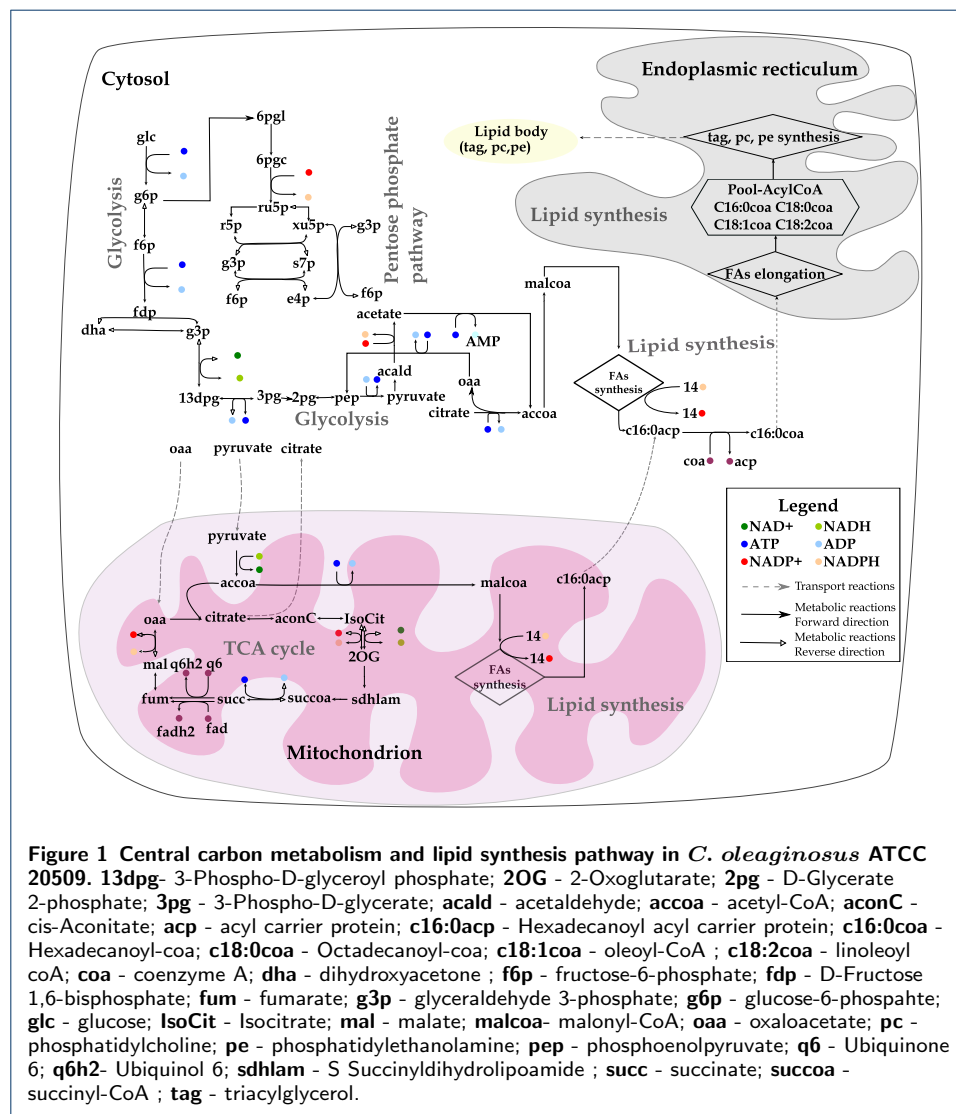 Cytosol
Endoplasmic recticulum
tag, pc, pe synthesis
Lipid body
(tag, pc,pe)
Pool-AcylCoA
C16:0coa C18:0coa
C18:1coa C18:2coa
Lipid synthesis
FAs elongation
glc
g6p
f6p
fdp
dha
g3p
Glycolysis
6pgl
6pgc
ru5p
r5p
xu5p
g3p
g3p
s7p
f6p
e4p
f6p
Pentose phosphate
pathway
13dpg
3pg
2pg
pep
pyruvate
Glycolysis
acetate
acald
AMP
oaa
citrate
accoa
malcoa
Lipid synthesis
FAs
synthesis
14
14
c16:0acp
c16:0coa
coa
acp
oaa
pyruvate
citrate
pyruvate
accoa
malcoa
c16:0acp
oaa
citrate
aconC
IsoCit
TCA cycle
2OG
mal
q6h2
q6
fum
succ
succoa
sdhlam
fadh2
fad
14
14
FAs
synthesis
Lipid synthesis
Mitochondrion
Legend
NAD+
NADH
ATP
ADP
NADP+
NADPH
Transport reactions
Metabolic reactions
Forward direction
Metabolic reactions
Reverse direction
Figure 1 Central carbon metabolism and lipid synthesis pathway in C. oleaginosus ATCC
20509. 13dpg- 3-Phospho-D-glyceroyl phosphate; 2OG - 2-Oxoglutarate; 2pg - D-Glycerate
2-phosphate; 3pg - 3-Phospho-D-glycerate; acald - acetaldehyde; accoa - acetyl-CoA; aconC -
cis-Aconitate; acp - acyl carrier protein; c16:0acp - Hexadecanoyl acyl carrier protein; c16:0coa -
Hexadecanoyl-coa; c18:0coa - Octadecanoyl-coa; c18:1coa - oleoyl-CoA ; c18:2coa - linoleoyl
coA; coa - coenzyme A; dha - dihydroxyacetone ; f6p - fructose-6-phosphate; fdp - D-Fructose
1,6-bisphosphate; fum - fumarate; g3p - glyceraldehyde 3-phosphate; g6p - glucose-6-phospahte;
glc - glucose; IsoCit - Isocitrate; mal - malate; malcoa- malonyl-CoA; oaa - oxaloacetate; pc -
phosphatidylcholine; pe - phosphatidylethanolamine; pep - phosphoenolpyruvate; q6 - Ubiquinone
6; q6h2- Ubiquinol 6; sdhlam - S Succinyldihydrolipoamide ; succ - succinate; succoa -
succinyl-CoA ; tag - triacylglycerol.